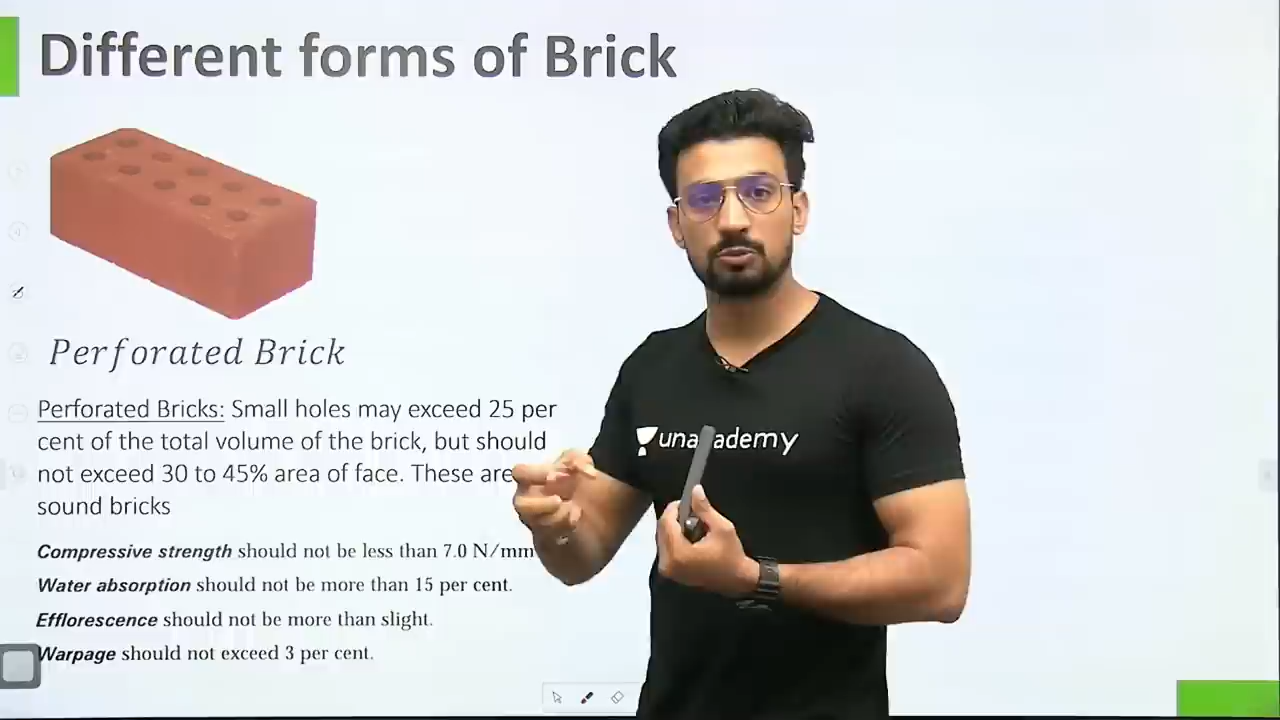 Different forms of Brick
Perforated Brick
Perforated Bricks: Small holes may exceed 25 per
cent of the total volume of the brick, but should
not exceed 30 to 45% area of face. These are
sound bricks
Compressive strength should not be less than 7.0 N/mm
Water absorption should not be more than 15 per cent.
Efflorescence should not be more than slight.
Warpage should not exceed 3 per cent.